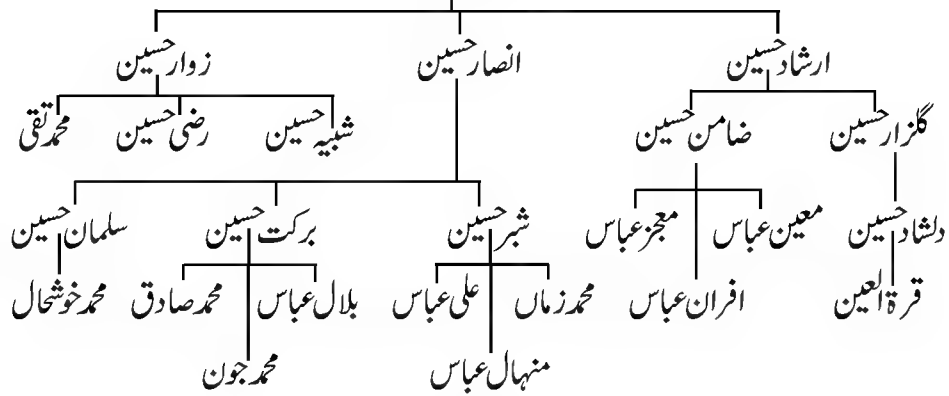 ارشاد حسین انصار حسین زوار حسین
گلزار حسین ضامن حسین شبیہ حسین رضی حسین محمد تقی
دلشاد حسین معین عباس معجز عباس شبر حسین برکت حسین سلمان حسین
قرۃ العین افران عباس محمد زماں علی عباس بلال عباس محمد صادق محمد خوشحال
منہال عباس محمد جون